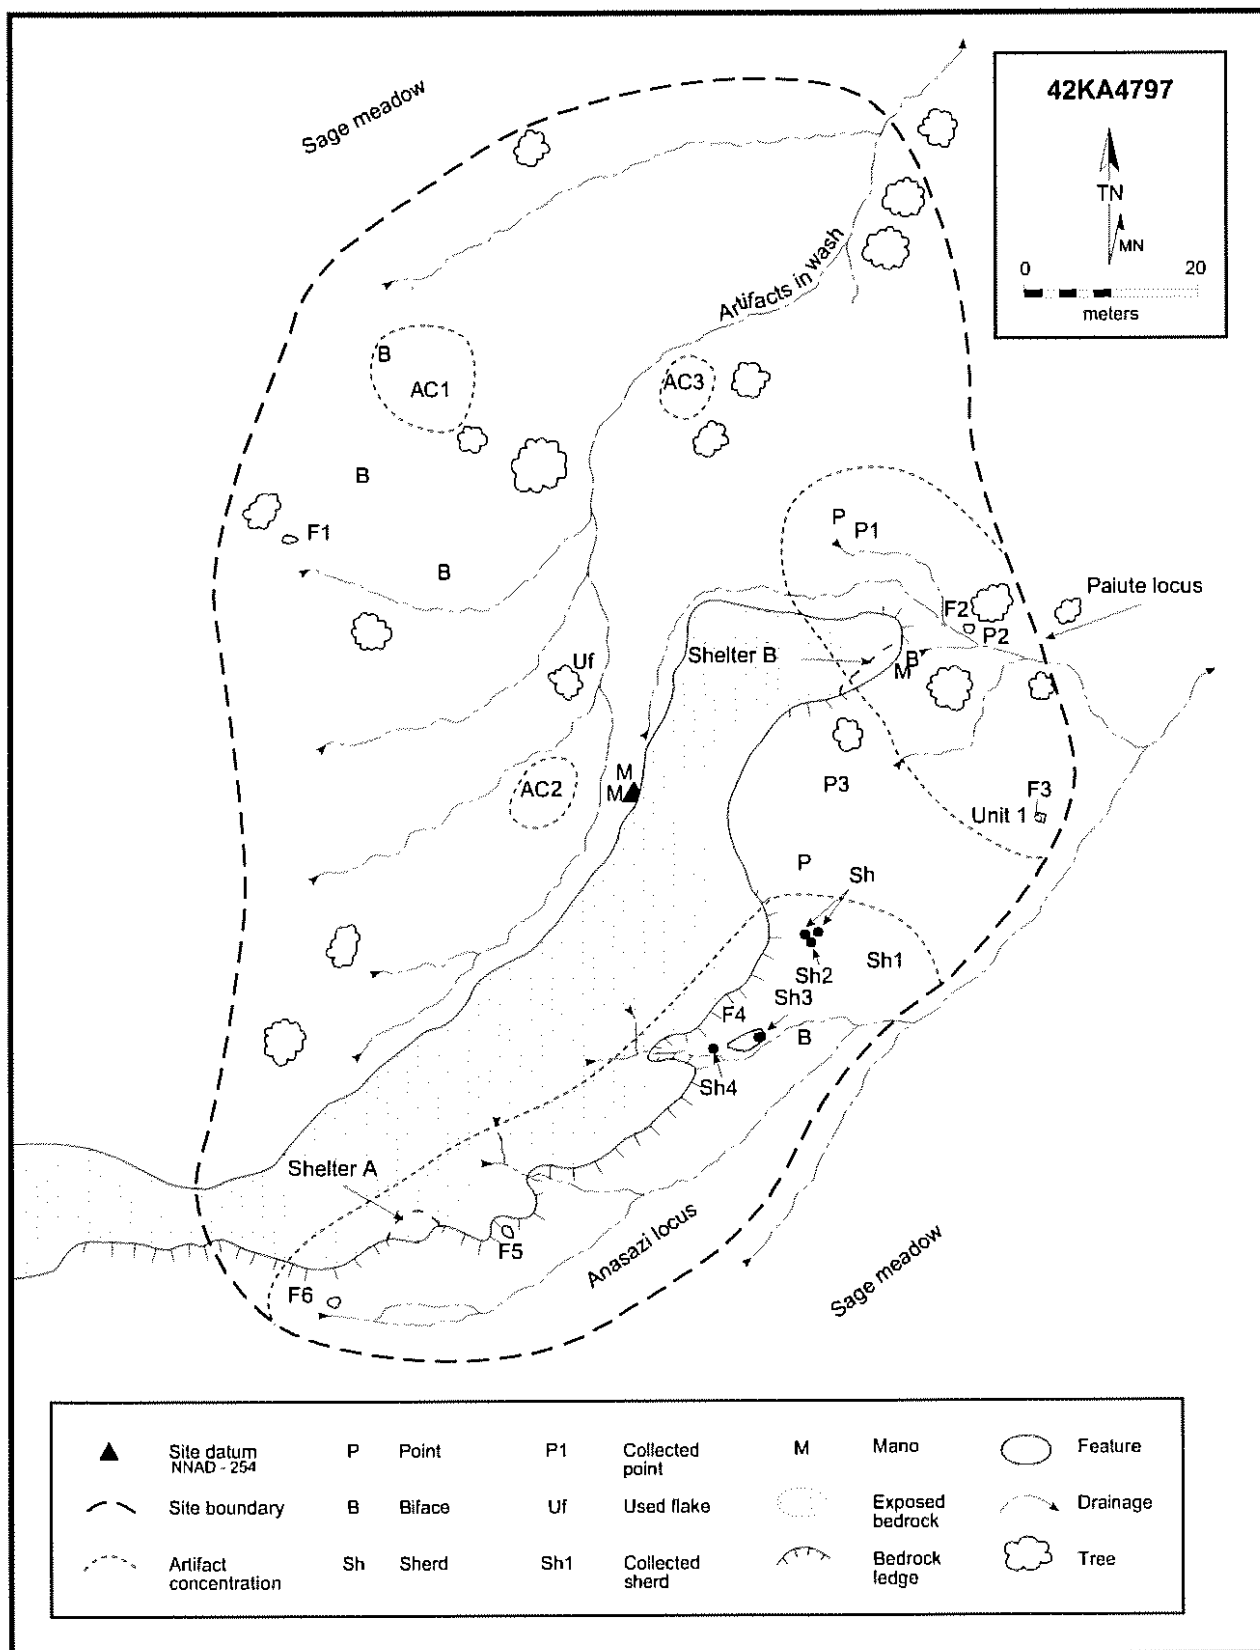 Sage meadow
42KA4797
TN
MN
0 20
meters
Artifacts in wash
B
AC1
AC3
B
F1
B
P
P1
Paiute locus
F2
P2
Uf
Shelter B
B
M
M
M
AC2
P3
F3
Unit 1
P
Sh
Sh1
Sh2
Sh3
F4
B
Sh4
Shelter A
F5
Anasazi locus
Sage meadow
F6
Site datum
NNAD - 254
P Point
P1 Collected
point
M Mano
Feature
Site boundary
B Biface
Uf Used flake
Exposed
bedrock
Drainage
Artifact
concentration
Sh Sherd
Sh1 Collected
sherd
Bedrock
ledge
Tree